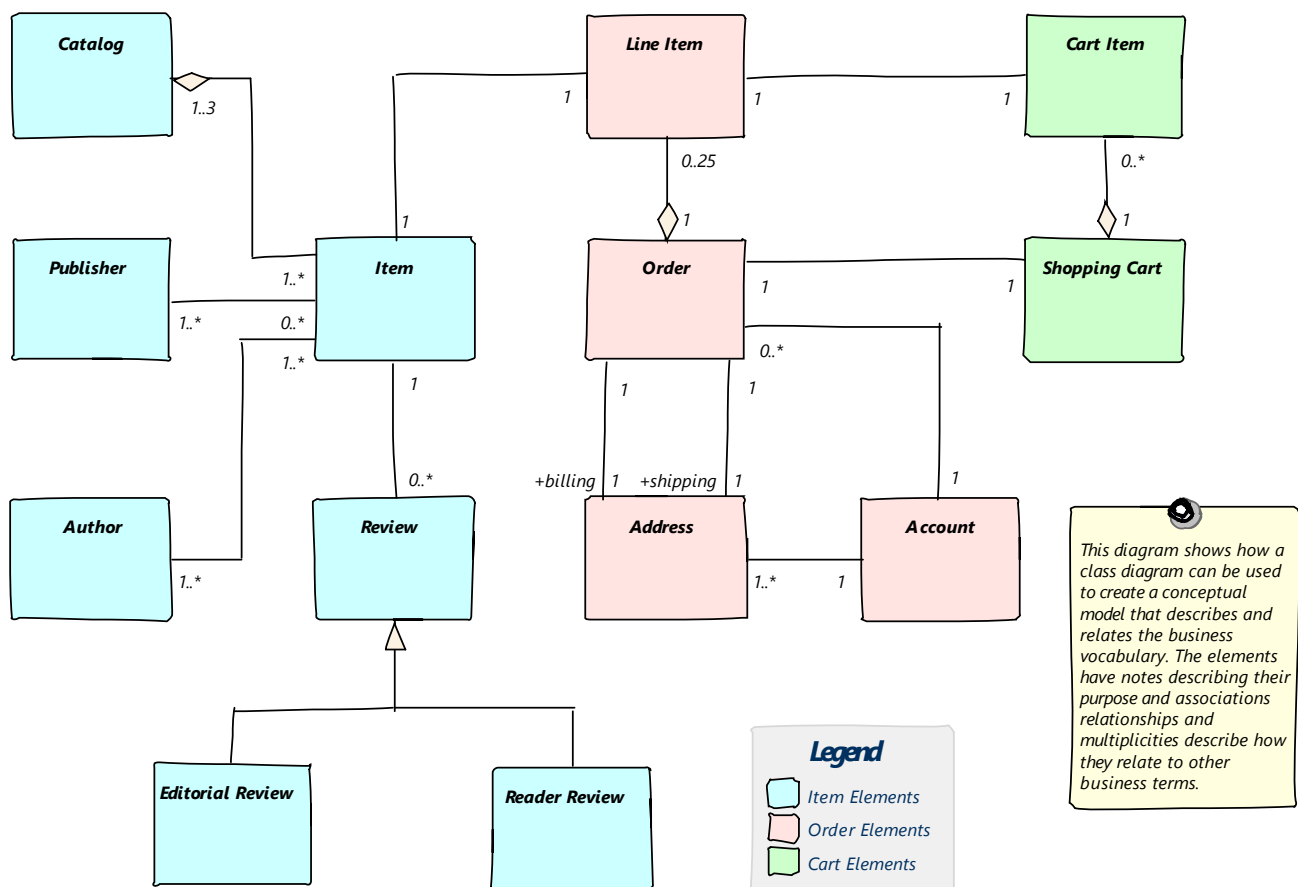 Catalog
Line Item
Cart Item
1..3
1
1
1
0..25
0..*
1
1
1
Publisher
Item
Order
Shopping Cart
1..*
1..*
0..*
1..*
1
1
0..*
1
1
1
0..*
+billing
1
+shipping
1
1
Author
Review
Address
Account
1..*
1..*
1
This diagram shows how a
class diagram can be used
to create a conceptual
model that describes and
relates the business
vocabulary. The elements
have notes describing their
purpose and associations
relationships and
multiplicities describe how
they relate to other
business terms.
Editorial Review
Reader Review
Legend
Item Elements
Order Elements
Cart Elements